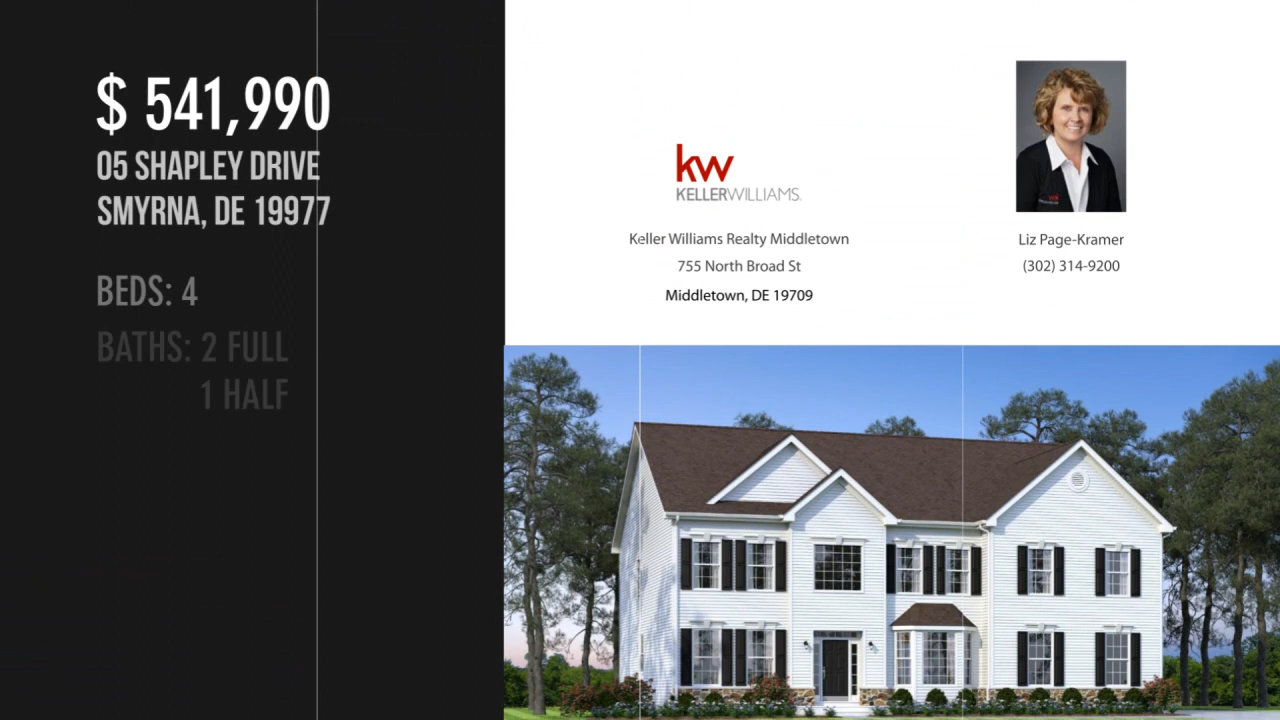 $ 541,990
05 SHAPLEY DRIVE
SMYRNA, DE 19977
BEDS: 4
BATHS: 2 FULL
1 HALF
kw
KELLERWILLIAMS.
Keller Williams Realty Middletown
755 North Broad St
Middletown, DE 19709
Liz Page-Kramer
(302) 314-9200